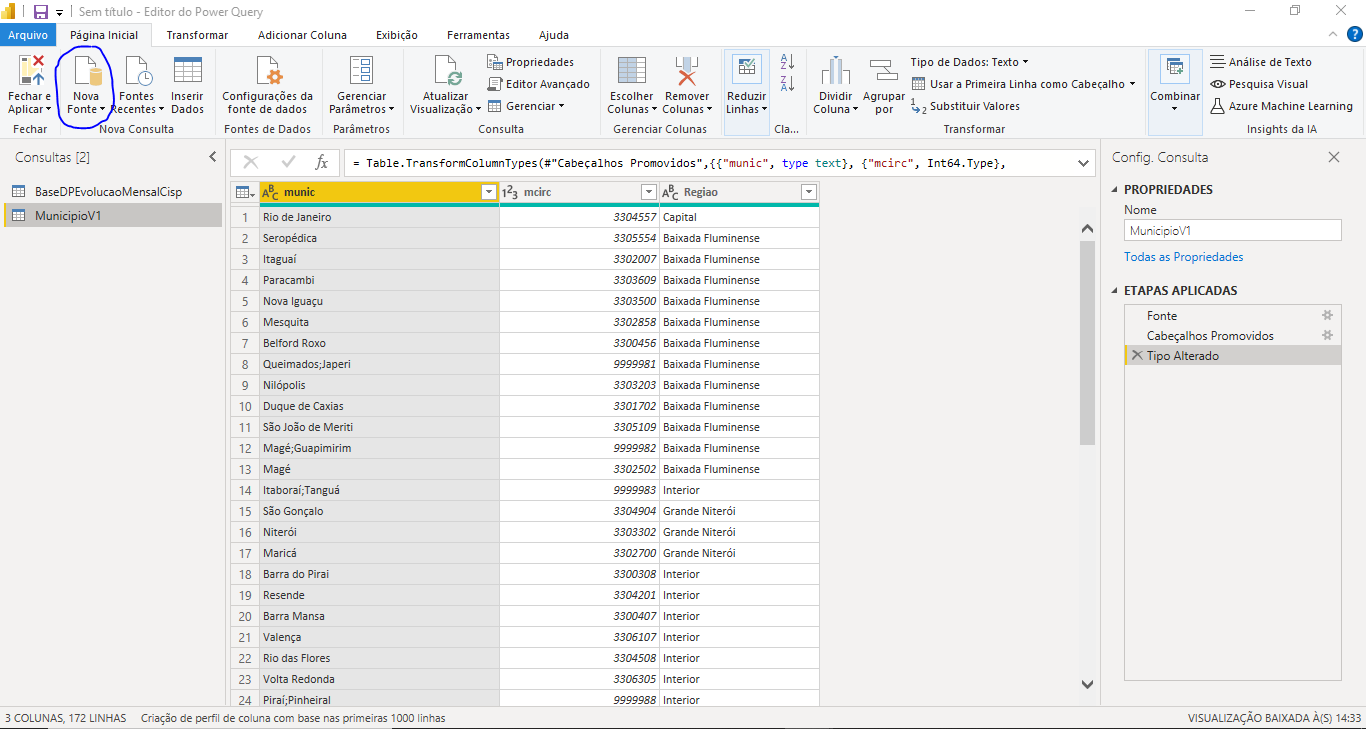 Sem título - Editor do Power Query
Arquivo Página Inicial Transformar Adicionar Coluna Exibição Ferramentas Ajuda
Fechar e Aplicar
Fechar
Nova Fonte
Fontes Recentes
Inserir Dados
Nova Consulta
Configurações da fonte de dados
Fontes de Dados
Gerenciar Parâmetros
Parâmetros
Atualizar Visualização
Propriedades
Editor Avançado
Gerenciar
Consulta
Escolher Colunas
Remover Colunas
Gerenciar Colunas
Reduzir Linhas
Cla...
Dividir Coluna
Agrupar por
Tipo de Dados: Texto
Usar a Primeira Linha como Cabeçalho
Substituir Valores
Transformar
Combinar
Análise de Texto
Pesquisa Visual
Azure Machine Learning
Insights da IA
Consultas [2]
BaseDPEvolucaoMensalCisp
MunicipioV1
= Table.TransformColumnTypes(#"Cabeçalhos Promovidos",{{"munic", type text}, {"mcirc", Int64.Type},
munic mcirc Regiao
1 Rio de Janeiro 3304557 Capital
2 Seropédica 3305554 Baixada Fluminense
3 Itaguaí 3302007 Baixada Fluminense
4 Paracambi 3303609 Baixada Fluminense
5 Nova Iguaçu 3303500 Baixada Fluminense
6 Mesquita 3302858 Baixada Fluminense
7 Belford Roxo 3300456 Baixada Fluminense
8 Queimados;Japeri 9999981 Baixada Fluminense
9 Nilópolis 3303203 Baixada Fluminense
10 Duque de Caxias 3301702 Baixada Fluminense
11 São João de Meriti 3305109 Baixada Fluminense
12 Magé;Guapimirim 9999982 Baixada Fluminense
13 Magé 3302502 Baixada Fluminense
14 Itaboraí;Tanguá 9999983 Interior
15 São Gonçalo 3304904 Grande Niterói
16 Niterói 3303302 Grande Niterói
17 Maricá 3302700 Grande Niterói
18 Barra do Pirai 3300308 Interior
19 Resende 3304201 Interior
20 Barra Mansa 3300407 Interior
21 Valença 3306107 Interior
22 Rio das Flores 3304508 Interior
23 Volta Redonda 3306305 Interior
24 Piraí;Pinheiral 9999988 Interior
Config. Consulta
PROPRIEDADES
Nome
MunicipioV1
Todas as Propriedades
ETAPAS APLICADAS
Fonte
Cabeçalhos Promovidos
Tipo Alterado
3 COLUNAS, 172 LINHAS Criação de perfil de coluna com base nas primeiras 1000 linhas
VISUALIZAÇÃO BAIXADA À(S) 14:33